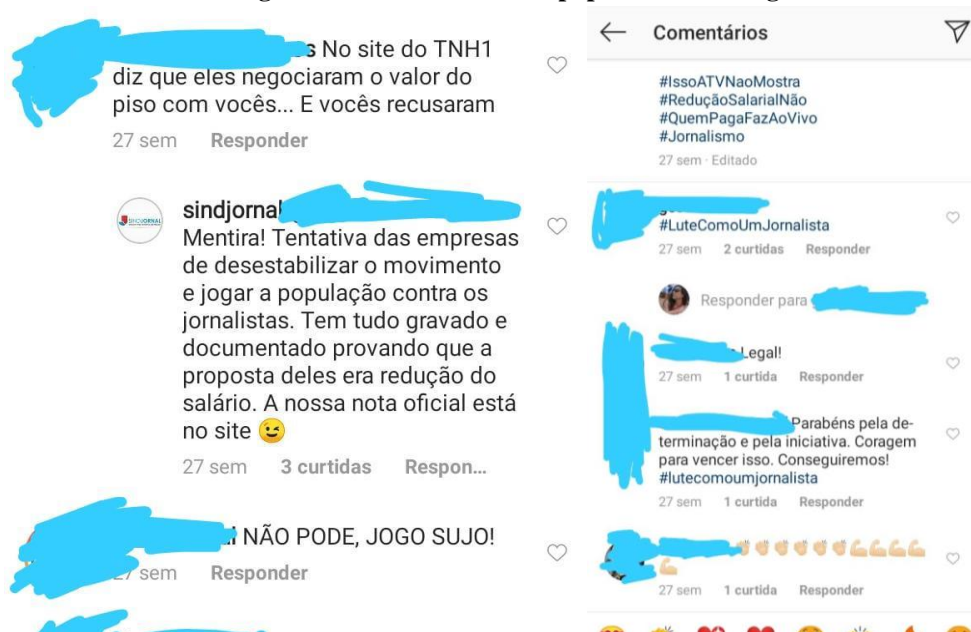 No site do TNH1
diz que eles negociaram o valor do
piso com vocês... E vocês recusaram
27 sem Responder
sindjornal
Mentira! Tentativa das empresas
de desestabilizar o movimento
e jogar a população contra os
jornalistas. Tem tudo gravado e
documentado provando que a
proposta deles era redução do
salário. A nossa nota oficial está
no site 😉
27 sem 3 curtidas Respon...
NÃO PODE, JOGO SUJO!
27 sem Responder
Comentários
#IssoATVNaoMostra
#ReduçãoSalarialNão
#QuemPagaFazAoVivo
#Jornalismo
27 sem · Editado
#LuteComoUmJornalista
27 sem 2 curtidas Responder
Responder para
Legal!
27 sem 1 curtida Responder
Parabéns pela de-
terminação e pela iniciativa. Coragem
para vencer isso. Conseguiremos!
#lutecomoumjornalista
27 sem 1 curtida Responder
👏🏻👏🏻👏🏻👏🏻👏🏻👏🏻💪🏻💪🏻💪🏻💪🏻
💪🏻
27 sem 1 curtida Responder